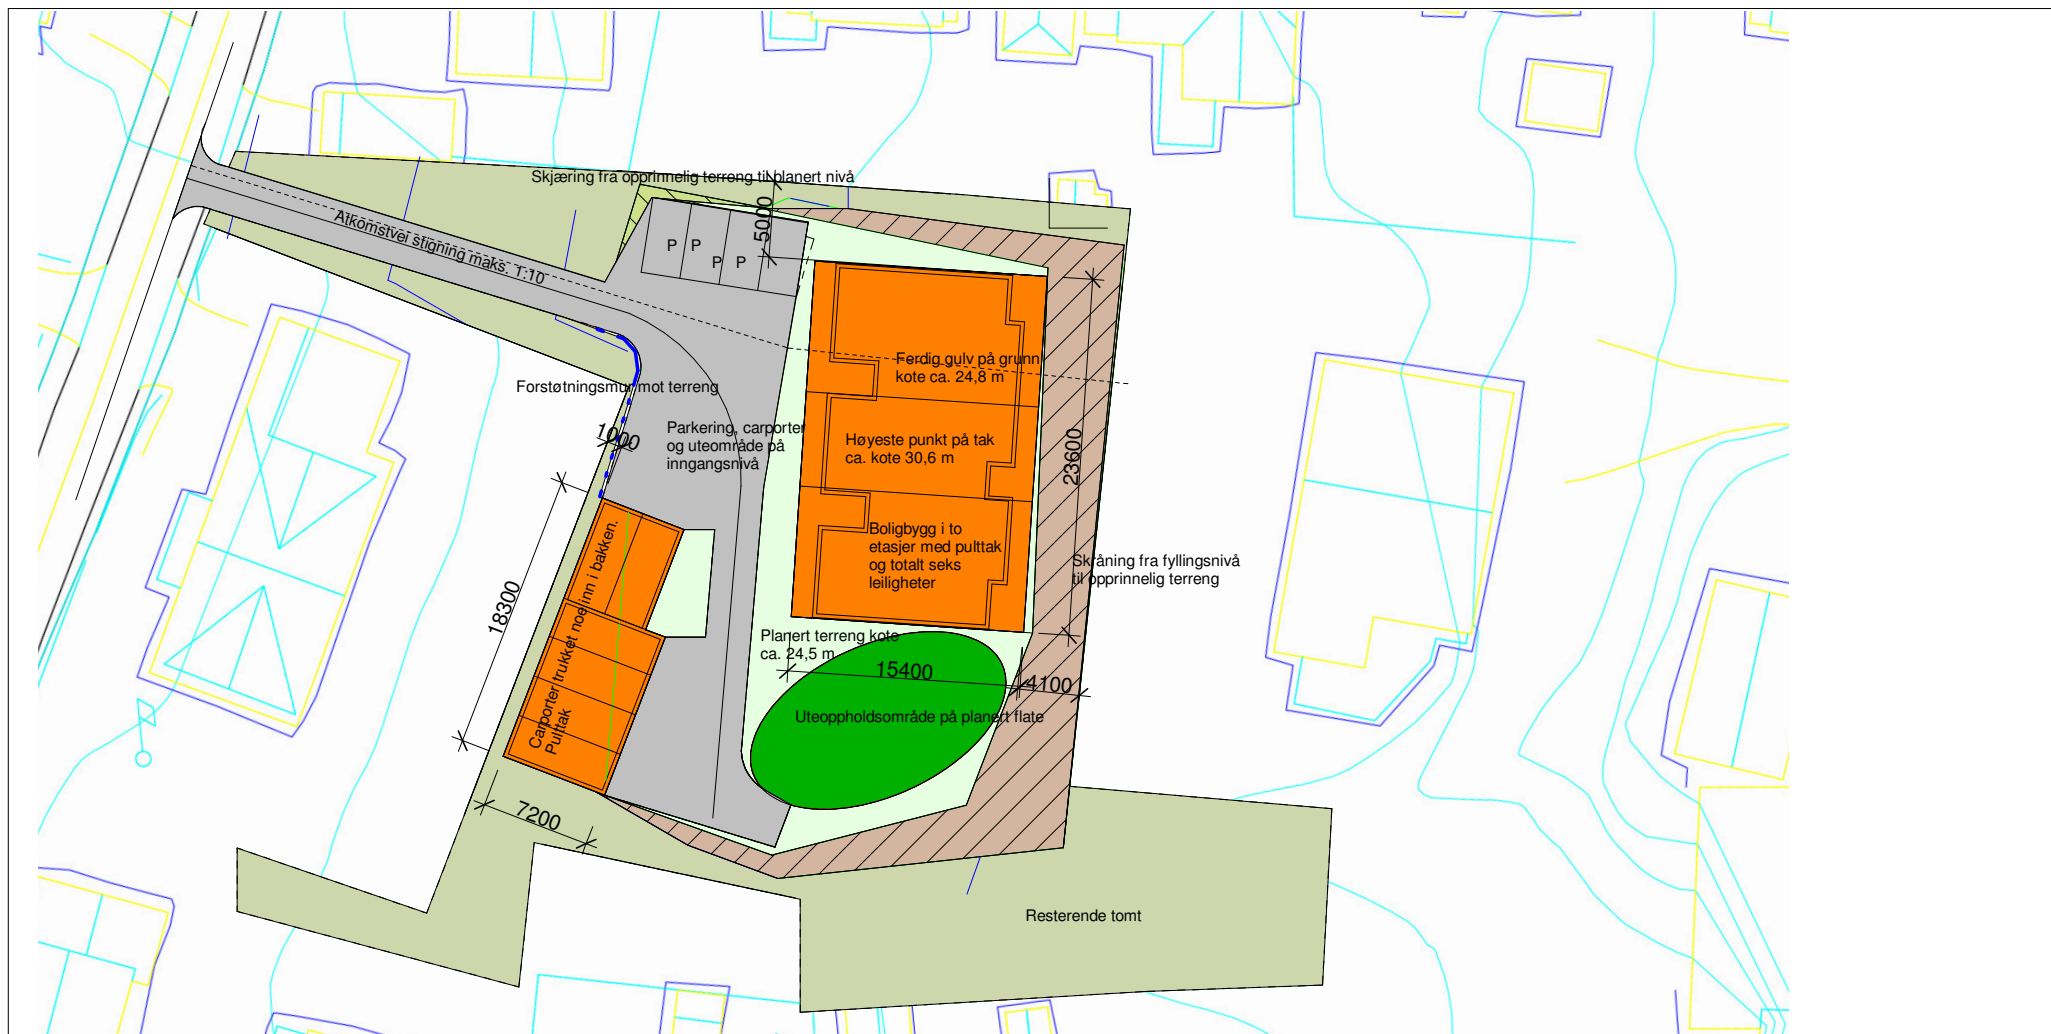 Skjæring fra opprinnelig terreng til planert nivå
Atkomstvei stigning maks. 1:10
5000
P P
P P
Ferdig gulv på grunn
kote ca. 24,8 m
Forstøtningsmur mot terreng
1000
Parkering, carporter
og uteområde på
inngangsnivå
Høyeste punkt på tak
ca. kote 30,6 m
23600
Boligbygg i to
etasjer med pulttak
og totalt seks
leiligheter
Skråning fra fyllingsnivå
til opprinnelig terreng
18300
Carporter trukket noe inn i bakken.
Pulttak
Planert terreng kote
ca. 24,5 m
15400
4100
Uteoppholdsområde på planert flate
7200
Resterende tomt